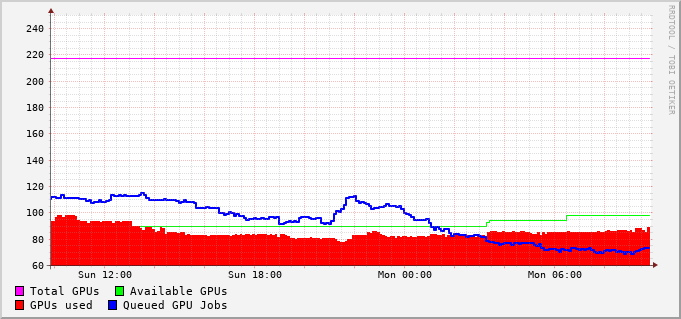 RRDTOOL / TOBI OETIKER
240
220
200
180
160
140
120
100
80
60
Sun 12:00 Sun 18:00 Mon 00:00 Mon 06:00
Total GPUs Available GPUs
GPUs used Queued GPU Jobs